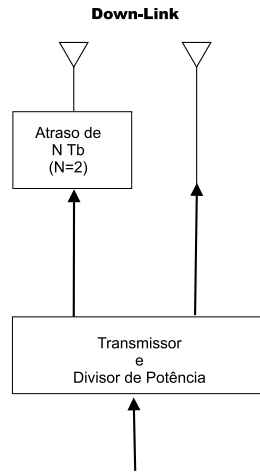 Down-Link
Atraso de
N Tb
(N=2)
Transmissor
e
Divisor de Potência